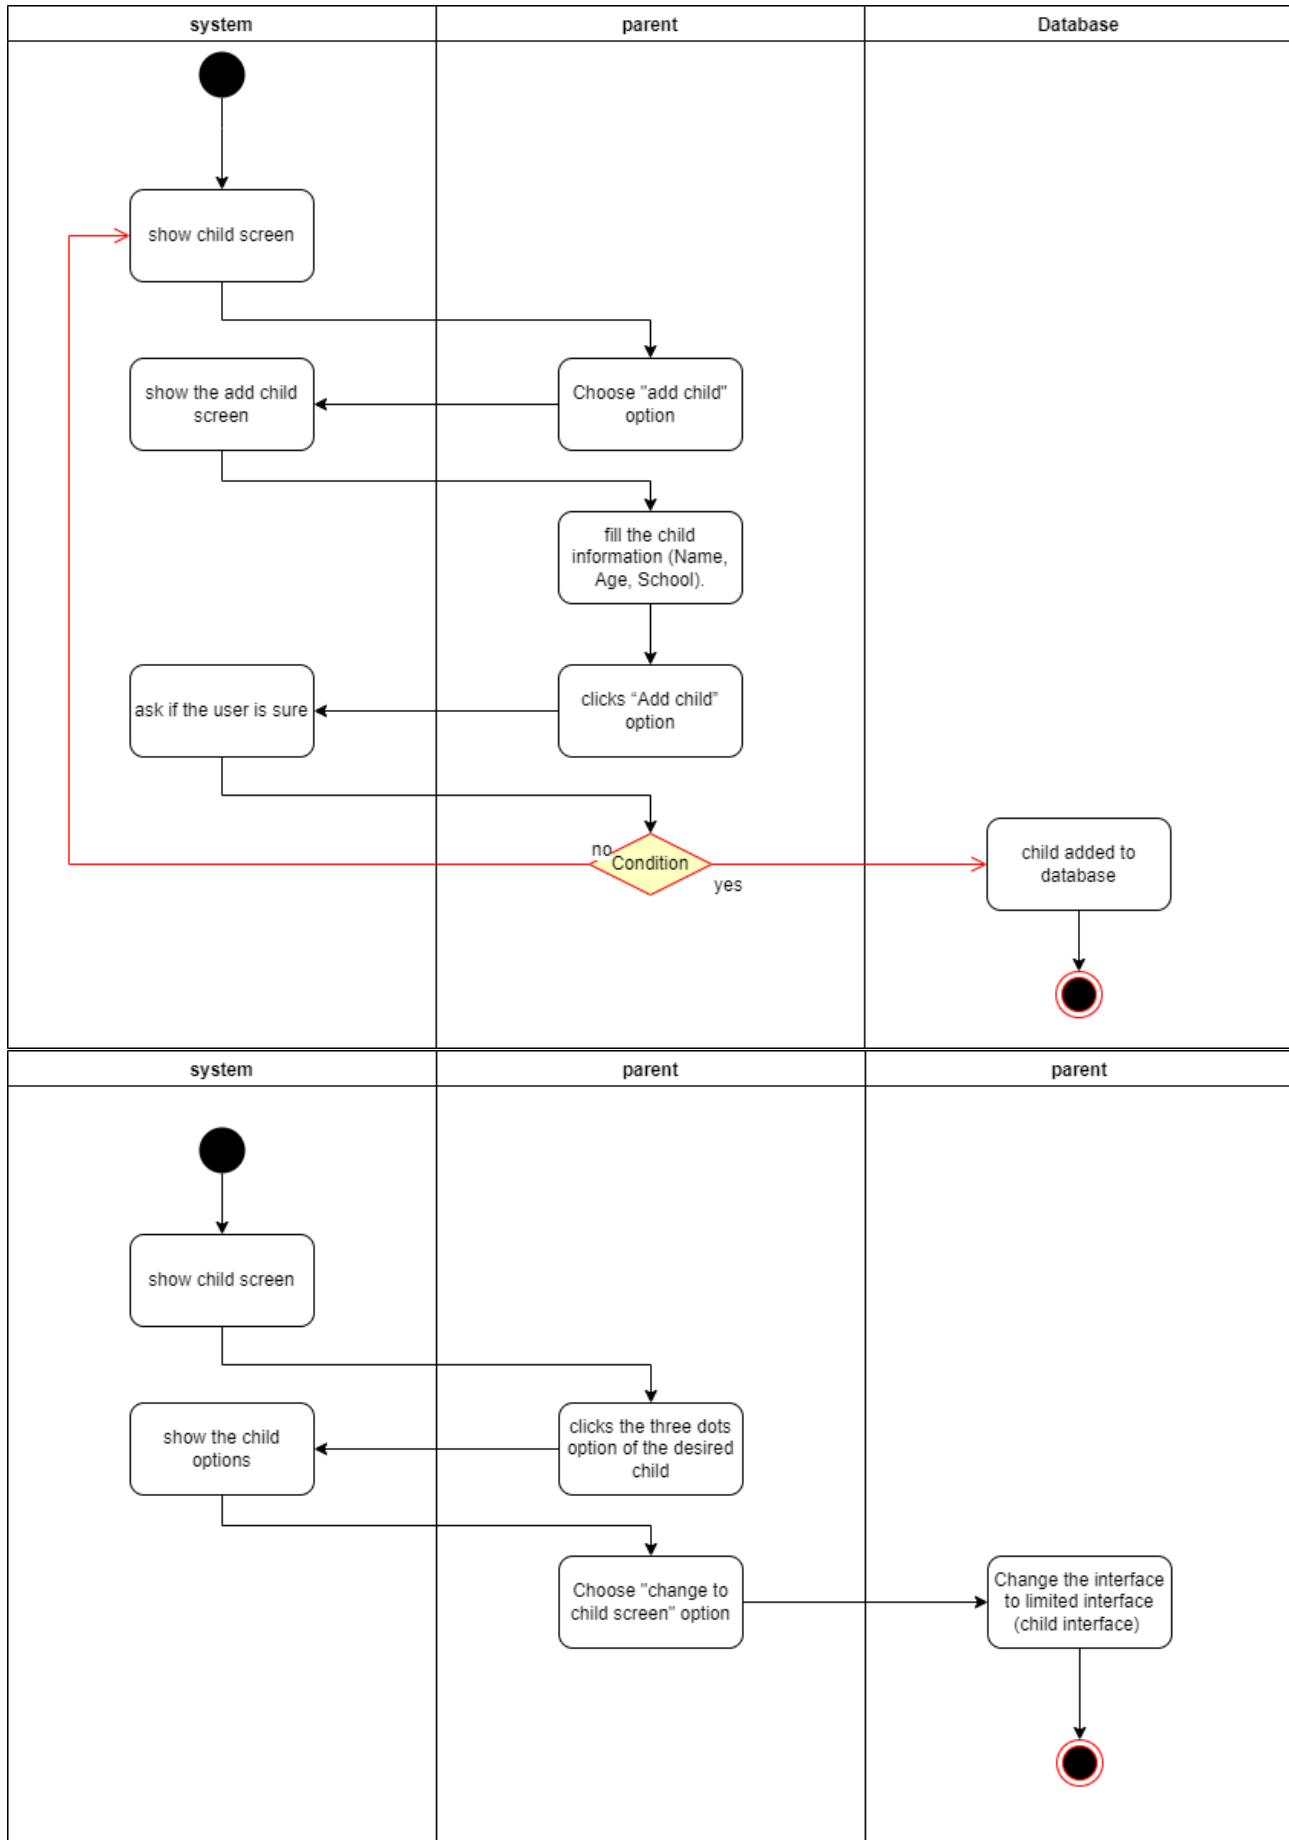 system
parent
Database
show child screen
show the add child
screen
Choose "add child"
option
fill the child
information (Name,
Age, School).
ask if the user is sure
clicks “Add child”
option
no
Condition
yes
child added to
database
system
parent
parent
show child screen
show the child
options
clicks the three dots
option of the desired
child
Choose "change to
child screen" option
Change the interface
to limited interface
(child interface)